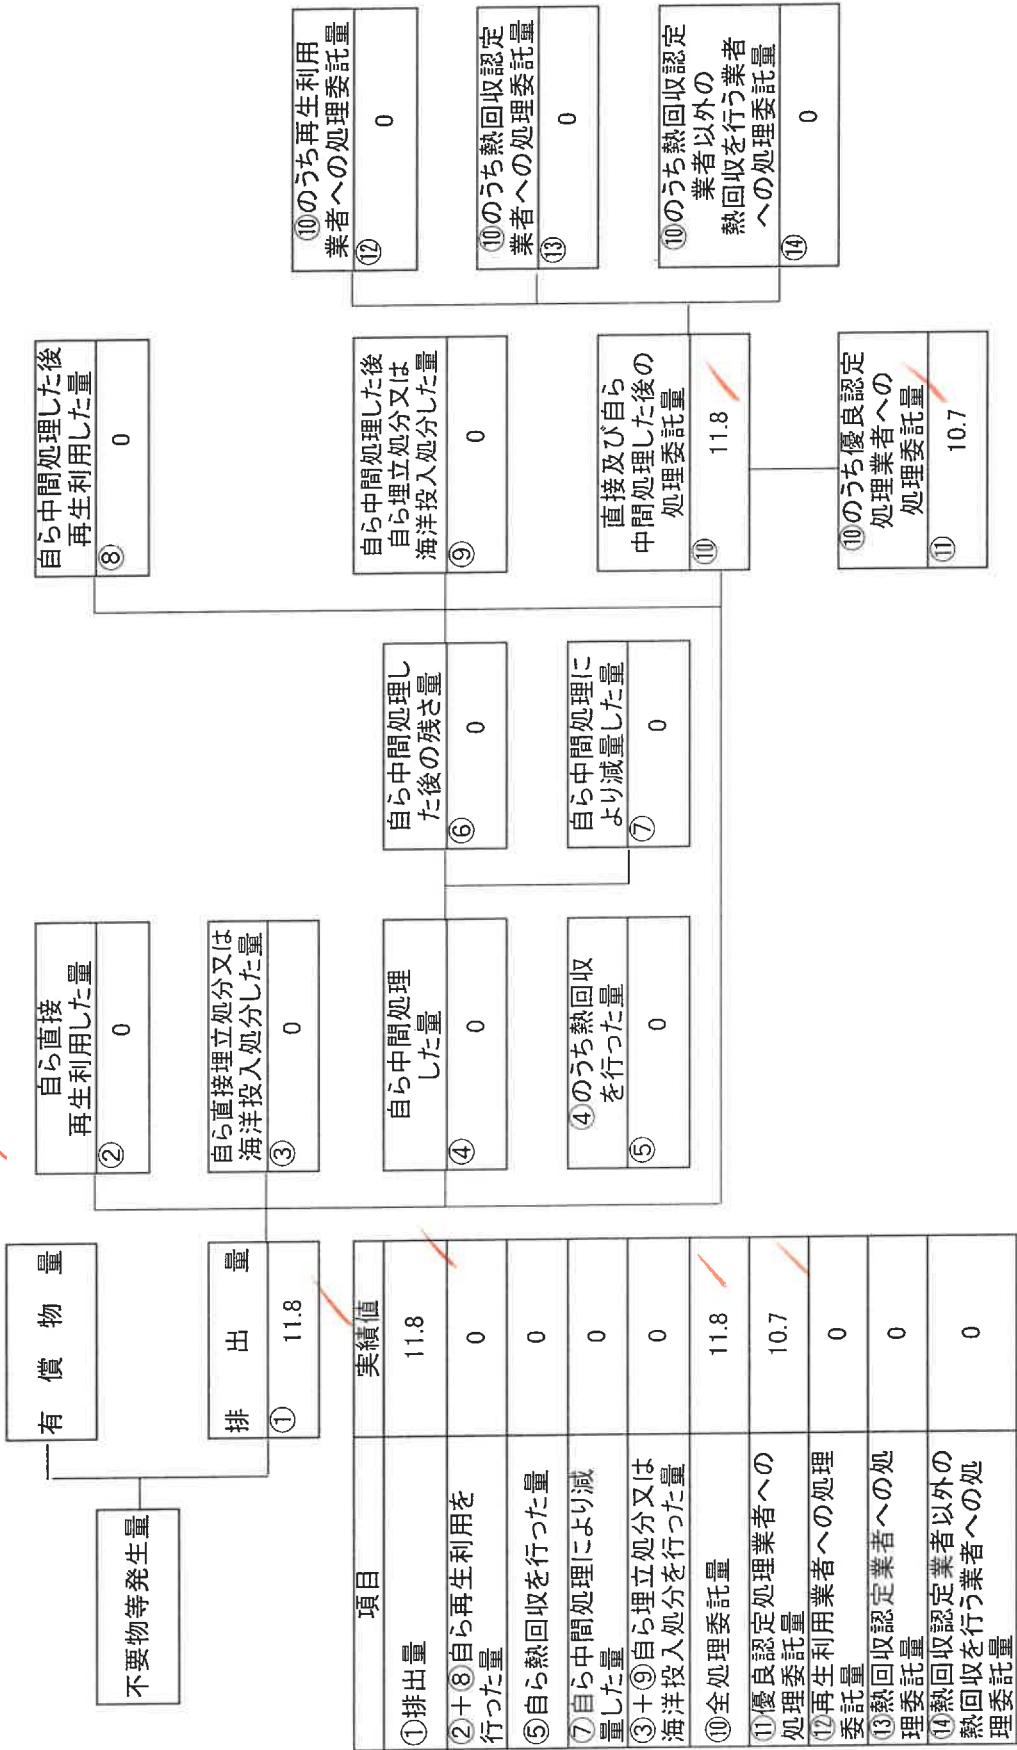 不要物等発生量
有償物量
排出量
①
11.8
自ら直接
再生利用した量
②
0
自ら直接埋立処分又は
海洋投入処分した量
③
0
自ら中間処理
した量
④
0
④のうち熱回収
を行った量
⑤
0
自ら中間処理し
た後の残さ量
⑥
0
自ら中間処理に
より減量した量
⑦
0
自ら中間処理した後
再生利用した量
⑧
0
自ら中間処理した後
自ら埋立処分又は
海洋投入処分した量
⑨
0
直接及び自ら
中間処理した後の
処理委託量
⑩
11.8
⑩のうち優良認定
処理業者への
処理委託量
⑪
10.7
⑩のうち再生利用
業者への処理委託量
⑫
0
⑩のうち熱回収認定
業者への処理委託量
⑬
0
⑩のうち熱回収認定
業者以外の
熱回収を行う業者
への処理委託量
⑭
0
項目 実績値
①排出量 11.8
②+⑧自ら再生利用を
行った量 0
⑤自ら熱回収を行った量 0
⑦自ら中間処理により減
量した量 0
③+⑨自ら埋立処分又は
海洋投入処分を行った量 0
⑩全処理委託量 11.8
⑪優良認定処理業者への
処理委託量 10.7
⑫再生利用業者への処理
委託量 0
⑬熱回収認定業者への処
理委託量 0
⑭熱回収認定業者以外の
熱回収を行う業者への処
理委託量 0